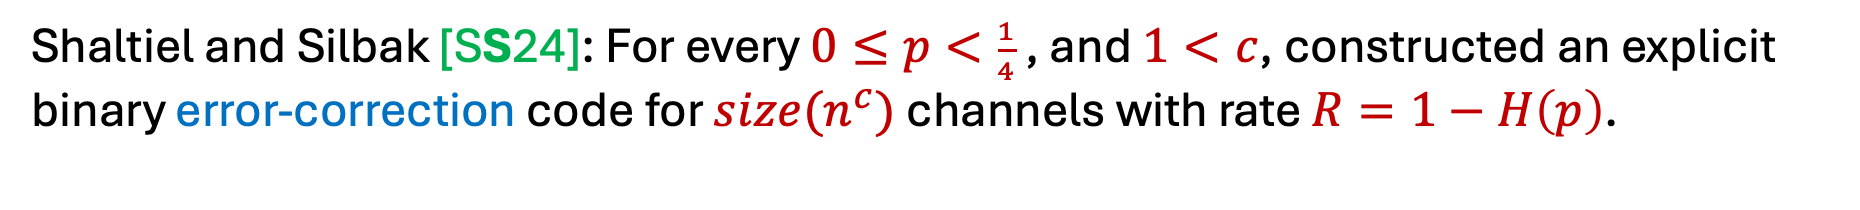 Shaltiel and Silbak [SS24]: For every 0 ≤ p < 1/4, and 1 < c, constructed an explicit
binary error-correction code for size(n^c) channels with rate R = 1 − H(p).